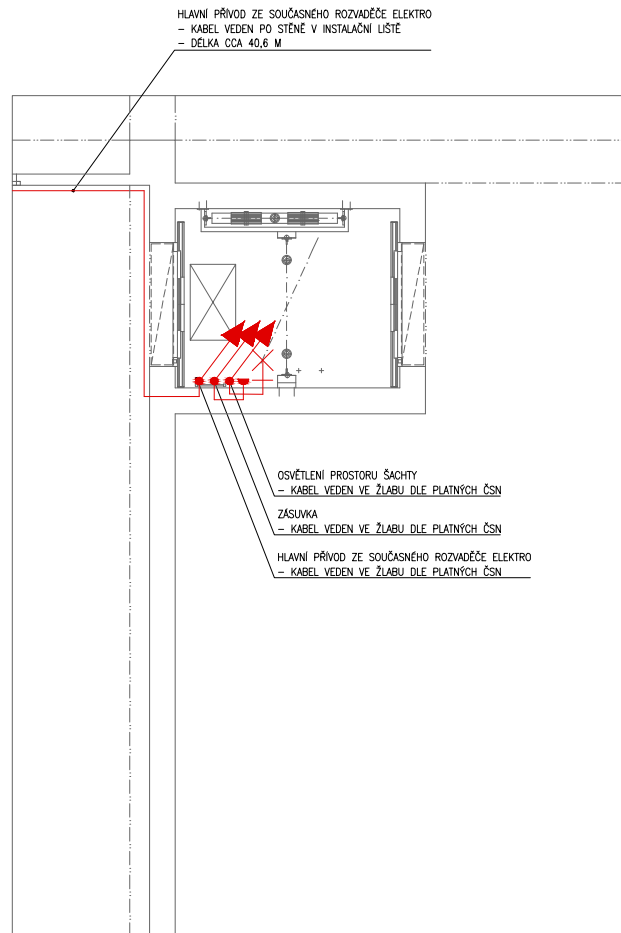 HLAVNÍ PŘÍVOD ZE SOUČASNÉHO ROZVADĚČE ELEKTRO
– KABEL VEDEN PO STĚNĚ V INSTALAČNÍ LIŠTĚ
– DÉLKA CCA 40,6 M
OSVĚTLENÍ PROSTORU ŠACHTY
– KABEL VEDEN VE ŽLABU DLE PLATNÝCH ČSN
ZÁSUVKA
– KABEL VEDEN VE ŽLABU DLE PLATNÝCH ČSN
HLAVNÍ PŘÍVOD ZE SOUČASNÉHO ROZVADĚČE ELEKTRO
– KABEL VEDEN VE ŽLABU DLE PLATNÝCH ČSN